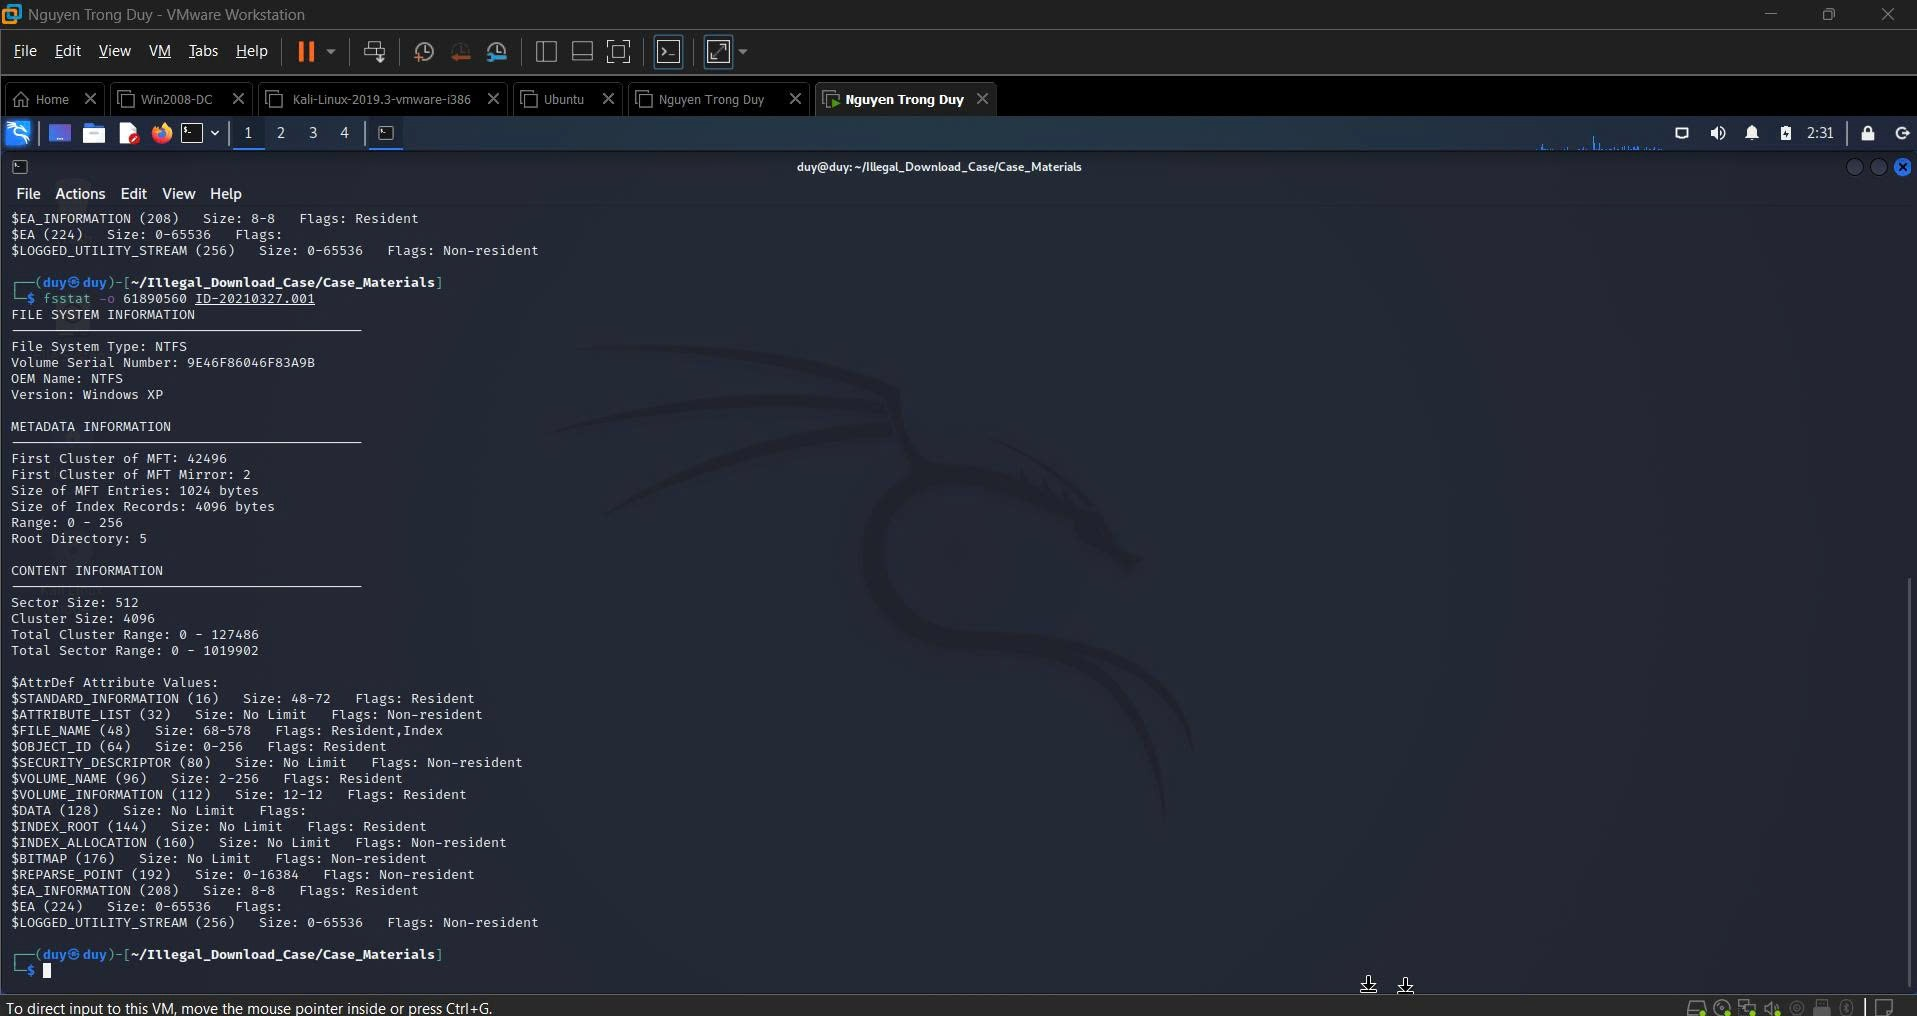 Nguyen Trong Duy - VMware Workstation
File Edit View VM Tabs Help
Home Win2008-DC Kali-Linux-2019.3-vmware-i386 Ubuntu Nguyen Trong Duy Nguyen Trong Duy
1 2 3 4 2:31
duy@duy: ~/Illegal_Download_Case/Case_Materials
File Actions Edit View Help
$EA_INFORMATION (208)   Size: 8-8   Flags: Resident
$EA (224)   Size: 0-65536   Flags:
$LOGGED_UTILITY_STREAM (256)   Size: 0-65536   Flags: Non-resident
┌──(duy㉿duy)-[~/Illegal_Download_Case/Case_Materials]
└─$ fsstat -o 61890560 ID-20210327.001
FILE SYSTEM INFORMATION
File System Type: NTFS
Volume Serial Number: 9E46F86046F83A9B
OEM Name: NTFS
Version: Windows XP
METADATA INFORMATION
First Cluster of MFT: 42496
First Cluster of MFT Mirror: 2
Size of MFT Entries: 1024 bytes
Size of Index Records: 4096 bytes
Range: 0 - 256
Root Directory: 5
CONTENT INFORMATION
Sector Size: 512
Cluster Size: 4096
Total Cluster Range: 0 - 127486
Total Sector Range: 0 - 1019902
$AttrDef Attribute Values:
$STANDARD_INFORMATION (16)   Size: 48-72   Flags: Resident
$ATTRIBUTE_LIST (32)   Size: No Limit   Flags: Non-resident
$FILE_NAME (48)   Size: 68-578   Flags: Resident,Index
$OBJECT_ID (64)   Size: 0-256   Flags: Resident
$SECURITY_DESCRIPTOR (80)   Size: No Limit   Flags: Non-resident
$VOLUME_NAME (96)   Size: 2-256   Flags: Resident
$VOLUME_INFORMATION (112)   Size: 12-12   Flags: Resident
$DATA (128)   Size: No Limit   Flags:
$INDEX_ROOT (144)   Size: No Limit   Flags: Resident
$INDEX_ALLOCATION (160)   Size: No Limit   Flags: Non-resident
$BITMAP (176)   Size: No Limit   Flags: Non-resident
$REPARSE_POINT (192)   Size: 0-16384   Flags: Non-resident
$EA_INFORMATION (208)   Size: 8-8   Flags: Resident
$EA (224)   Size: 0-65536   Flags:
$LOGGED_UTILITY_STREAM (256)   Size: 0-65536   Flags: Non-resident
┌──(duy㉿duy)-[~/Illegal_Download_Case/Case_Materials]
└─$
To direct input to this VM, move the mouse pointer inside or press Ctrl+G.